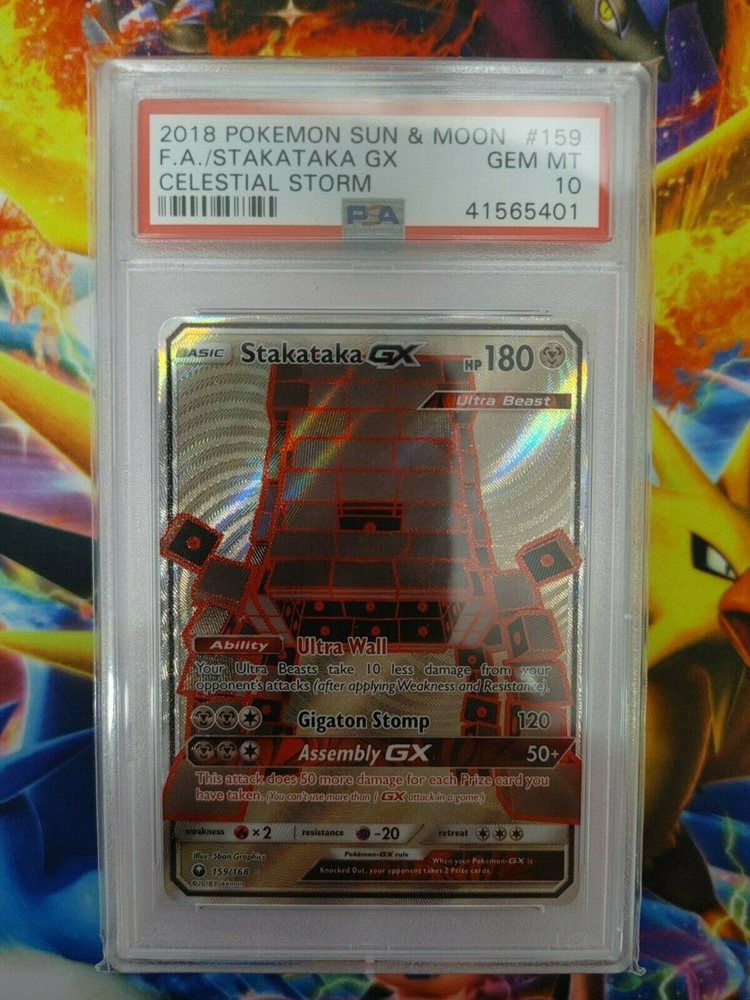 2018 POKEMON SUN & MOON #159
F.A./STAKATAKA GX GEM MT
CELESTIAL STORM 10
PSA 41565401
BASIC Stakataka GX HP 180
Ultra Beast
Ability Ultra Wall
Your Ultra Beasts take 10 less damage from your
opponent's attacks (after applying Weakness and Resistance).
Gigaton Stomp 120
Assembly GX 50+
This attack does 50 more damage for each Prize card you
have taken. (You can't use more than 1 GX attack in a game.)
weakness ×2 resistance -20 retreat
Illus. 5ban Graphics
Pokémon-GX rule
When your Pokémon-GX is
Knocked Out, your opponent takes 2 Prize cards.
159/168
©2018 Pokémon